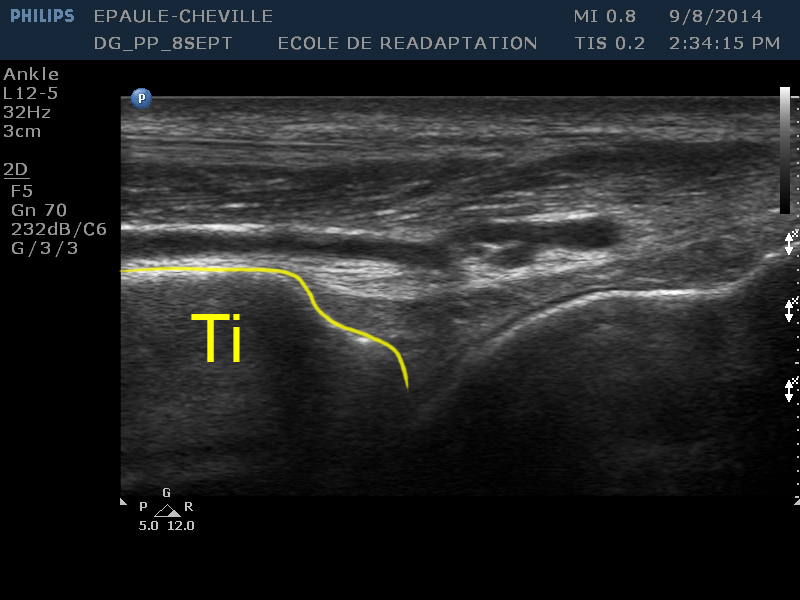 PHILIPS EPAULE-CHEVILLE MI 0.8 9/8/2014
DG_PP_8SEPT ECOLE DE READAPTATION TIS 0.2 2:34:15 PM
Ankle
L12-5
32Hz
3cm
2D
F5
Gn 70
232dB/C6
G/3/3
P
Ti
G
P R
5.0 12.0